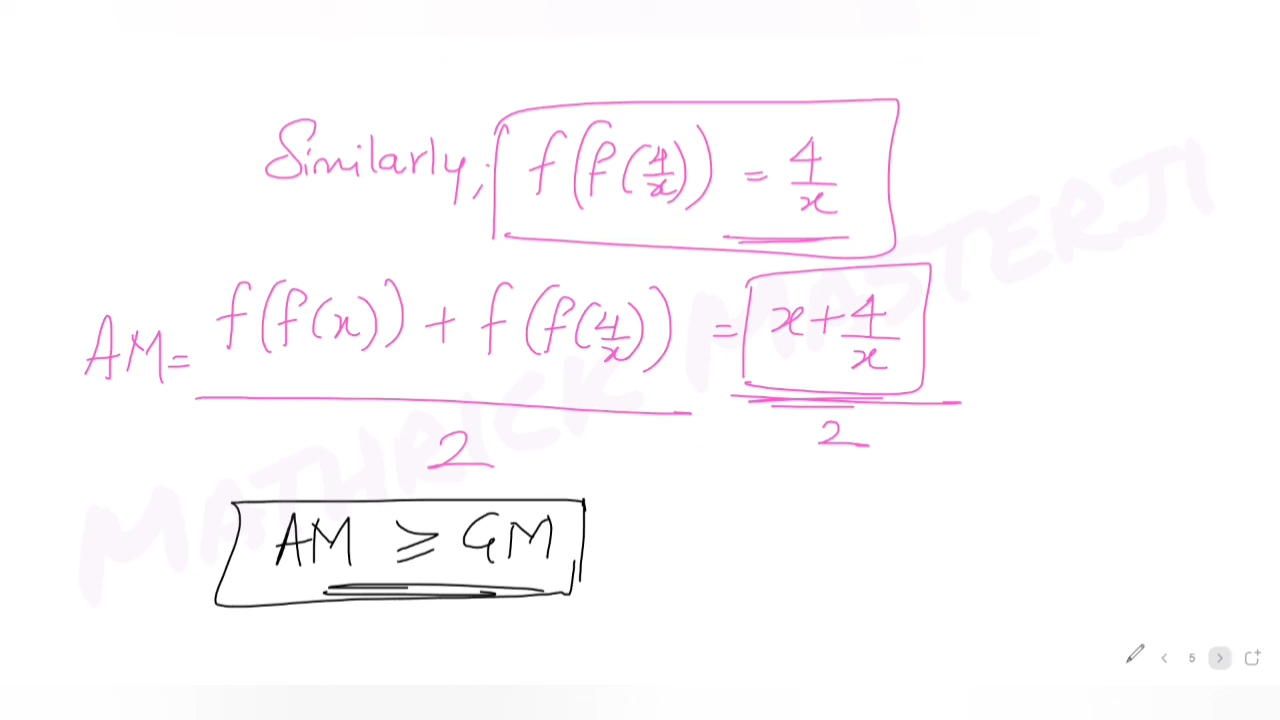 Similarly; f(f(4/x)) = 4/x
AM = (f(f(x)) + f(f(4/x)))/2 = (x+4/x)/2
AM ≥ GM
MATHRICK MASTERJI
5